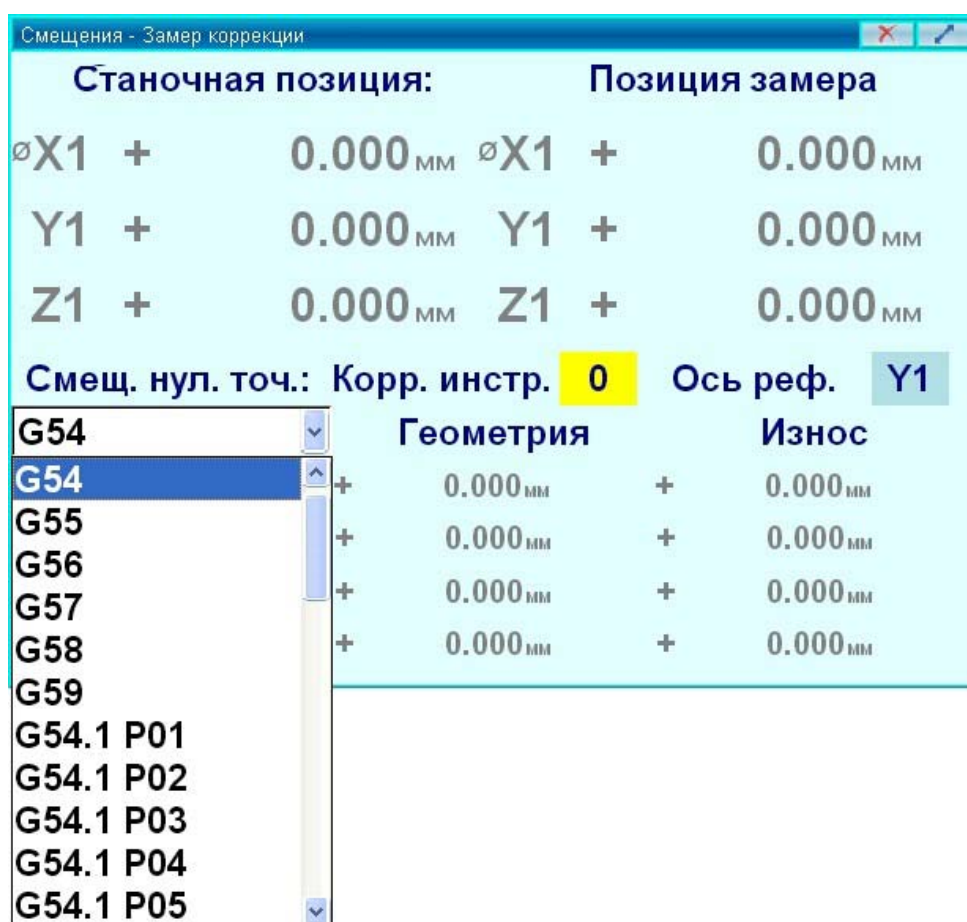 Смещения - Замер коррекции
Станочная позиция: Позиция замера
øX1 + 0.000 мм øX1 + 0.000 мм
Y1 + 0.000 мм Y1 + 0.000 мм
Z1 + 0.000 мм Z1 + 0.000 мм
Смещ. нул. точ.: Корр. инстр. 0 Ось реф. Y1
G54 Геометрия Износ
G54 + 0.000 мм + 0.000 мм
G55
G56 + 0.000 мм + 0.000 мм
G57 + 0.000 мм + 0.000 мм
G58 + 0.000 мм + 0.000 мм
G59
G54.1 P01
G54.1 P02
G54.1 P03
G54.1 P04
G54.1 P05